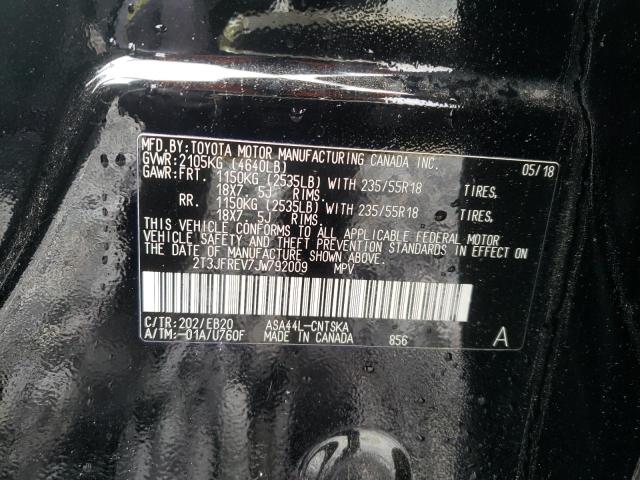 MFD.BY:TOYOTA MOTOR MANUFACTURING CANADA INC. 05/18
GVWR:2105KG (4640LB)
GAWR:FRT. 1150KG (2535LB) WITH 235/55R18 TIRES,
18X7. 5J RIMS.
RR. 1150KG (2535LB) WITH 235/55R18 TIRES,
18X7. 5J RIMS.
THIS VEHICLE CONFORMS TO ALL APPLICABLE FEDERAL MOTOR
VEHICLE SAFETY AND THEFT PREVENTION STANDARDS IN EFFECT ON
THE DATE OF MANUFACTURE SHOWN ABOVE.
2T3JFREV7JW792009 MPV
C/TR:202/EB20 ASA44L-CNTSKA
A/TM:-01A/U760F MADE IN CANADA 856 A